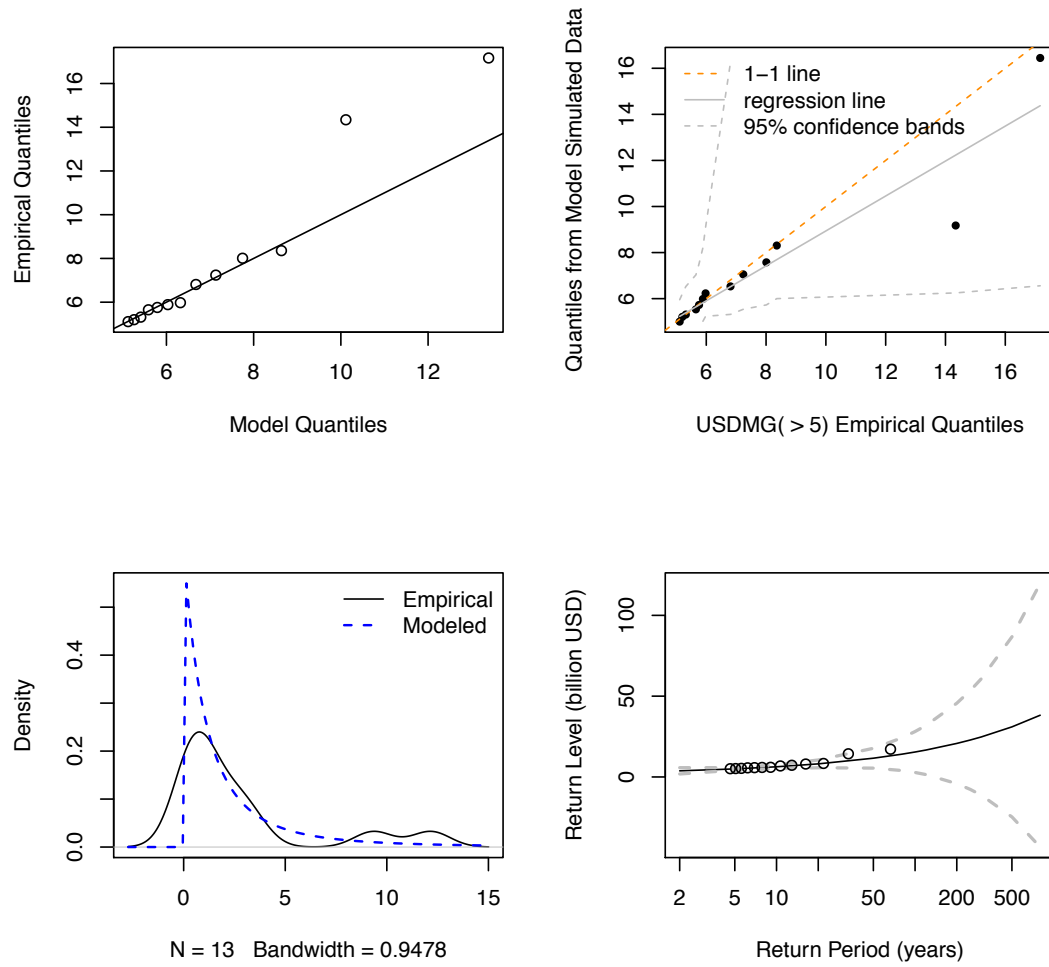 Empirical Quantiles
16
14
12
10
8
6
6
8
10
12
Model Quantiles
Quantiles from Model Simulated Data
16
14
12
10
8
6
1−1 line
regression line
95% confidence bands
6
8
10
12
14
16
USDMG( > 5) Empirical Quantiles
Density
0.4
0.2
0.0
Empirical
Modeled
0
5
10
15
N = 13   Bandwidth = 0.9478
Return Level (billion USD)
100
50
0
2
5
10
50
200
500
Return Period (years)